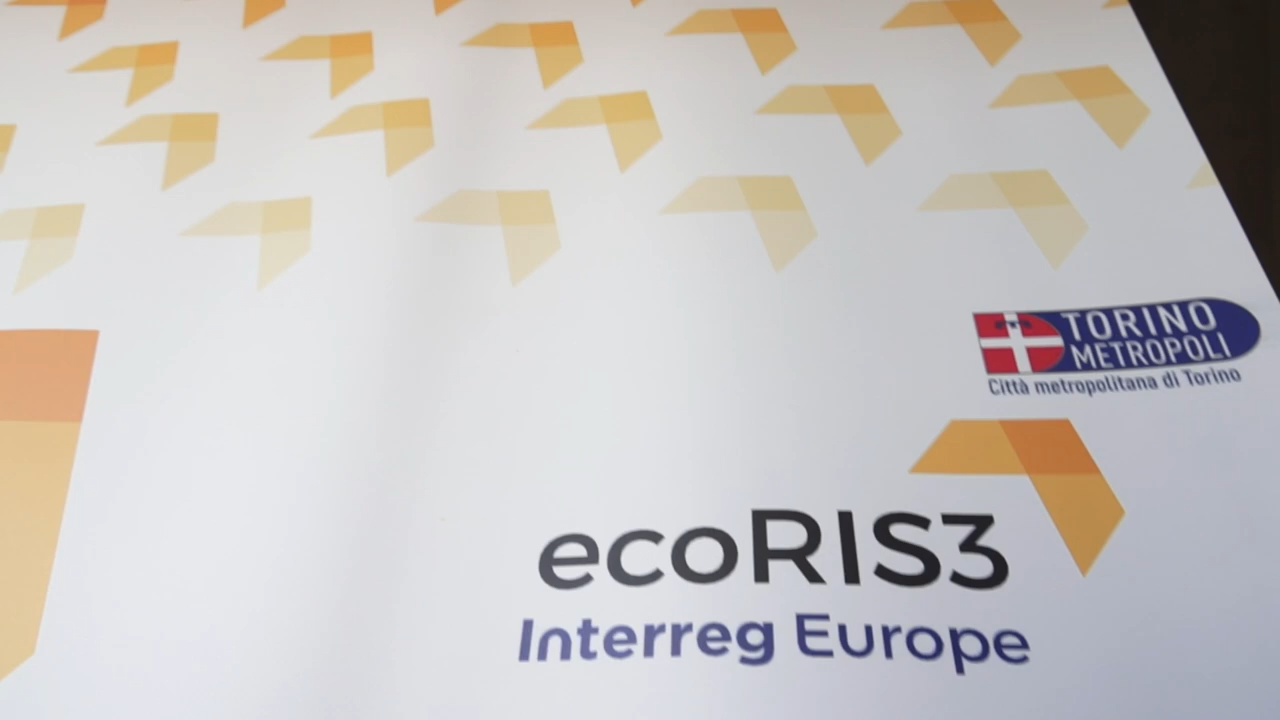 TORINO
METROPOLI
Città metropolitana di Torino
ecoRIS3
Interreg Europe